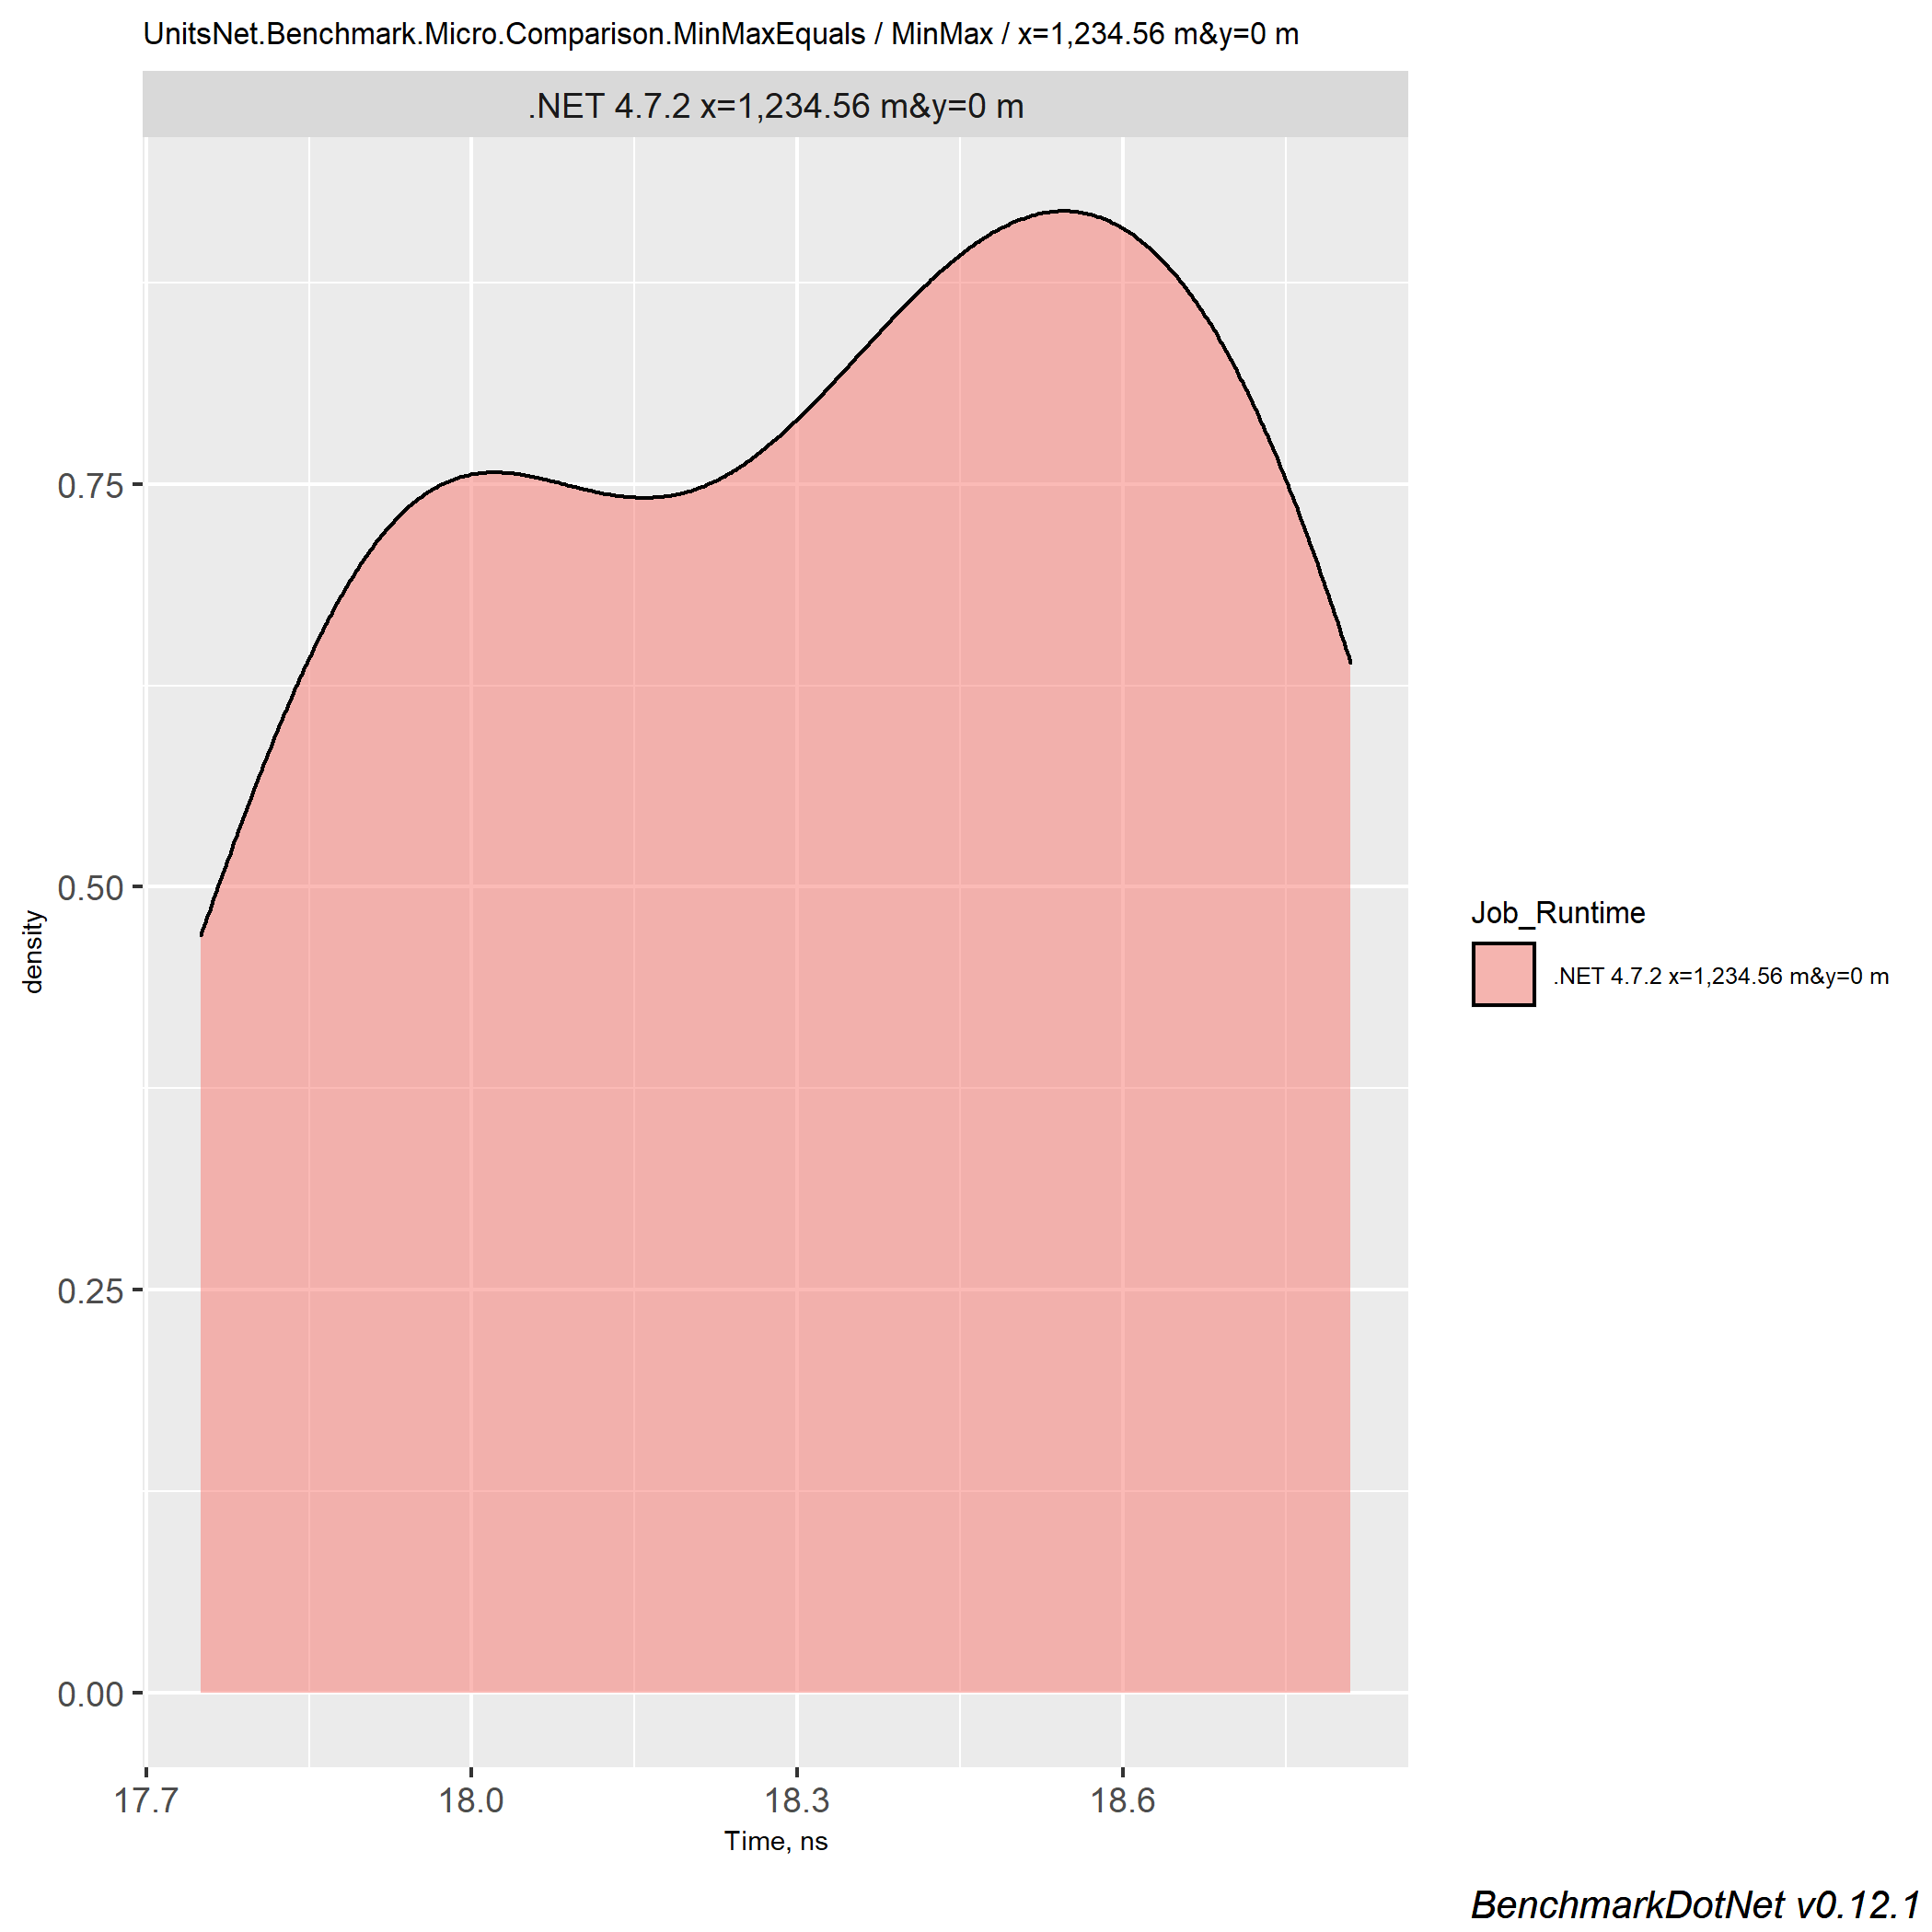 UnitsNet.Benchmark.Micro.Comparison.MinMaxEquals / MinMax / x=1,234.56 m&y=0 m
.NET 4.7.2 x=1,234.56 m&y=0 m
0.75
0.50
0.25
0.00
density
17.7 18.0 18.3 18.6
Time, ns
Job_Runtime
.NET 4.7.2 x=1,234.56 m&y=0 m
BenchmarkDotNet v0.12.1